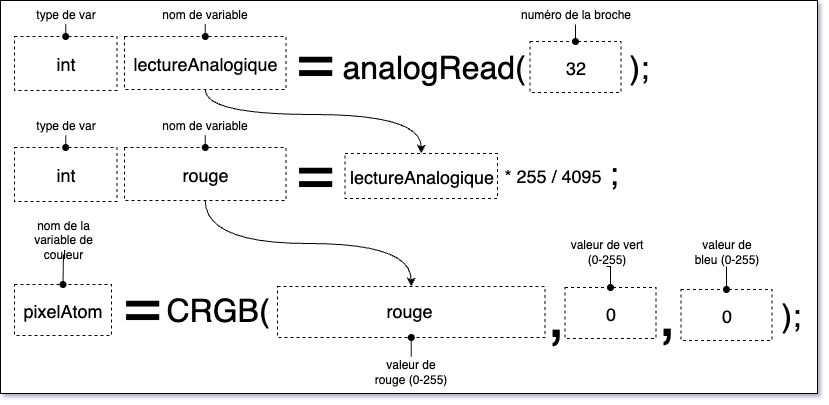 type de var nom de variable numéro de la broche
int lectureAnalogique = analogRead( 32 );
type de var nom de variable
int rouge = lectureAnalogique * 255 / 4095 ;
nom de la
variable de
couleur
valeur de vert
(0-255)
valeur de
bleu (0-255)
pixelAtom = CRGB( rouge , 0 , 0 );
valeur de
rouge (0-255)